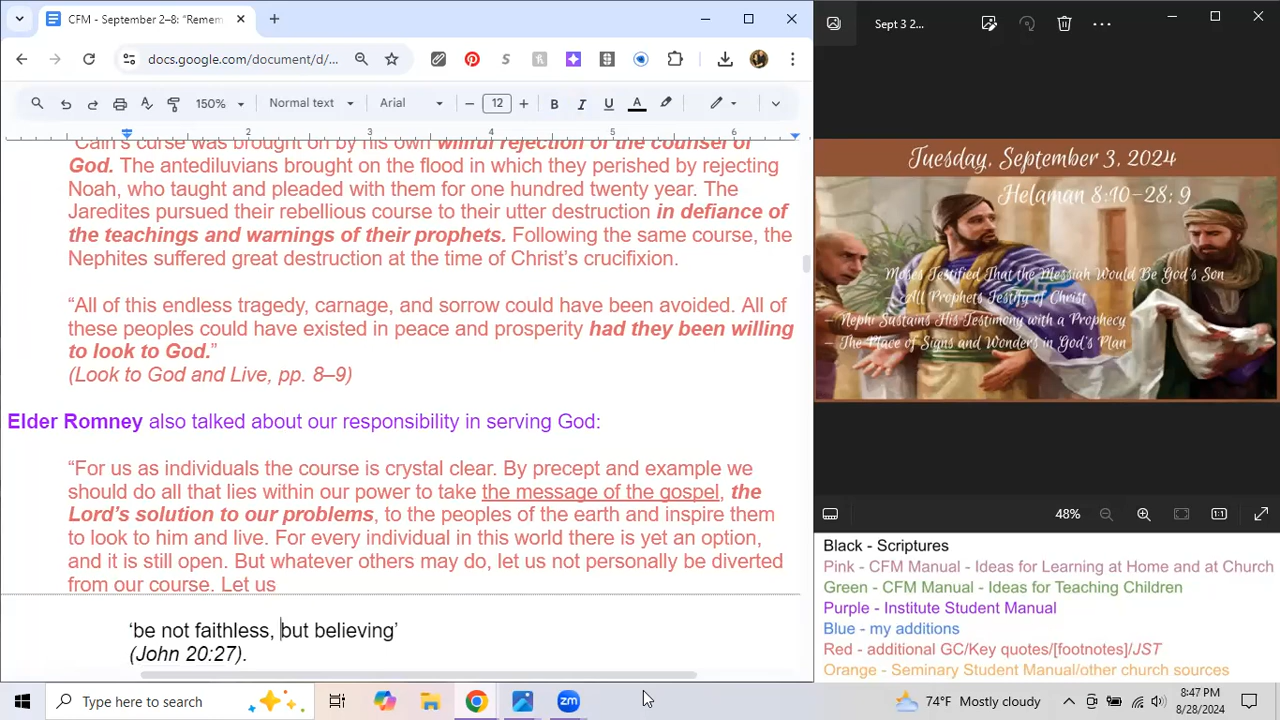 CFM - September 2–8: "Remem
docs.google.com/document/d/...
150%
Normal text
Arial
12
B
I
U
A
2
3
4
5
6
"Cain's curse was brought on by his own willful rejection of the counsel of
God. The antediluvians brought on the flood in which they perished by rejecting
Noah, who taught and pleaded with them for one hundred twenty year. The
Jaredites pursued their rebellious course to their utter destruction in defiance of
the teachings and warnings of their prophets. Following the same course, the
Nephites suffered great destruction at the time of Christ's crucifixion.
"All of this endless tragedy, carnage, and sorrow could have been avoided. All of
these peoples could have existed in peace and prosperity had they been willing
to look to God."
(Look to God and Live, pp. 8–9)
Elder Romney also talked about our responsibility in serving God:
"For us as individuals the course is crystal clear. By precept and example we
should do all that lies within our power to take the message of the gospel, the
Lord's solution to our problems, to the peoples of the earth and inspire them
to look to him and live. For every individual in this world there is yet an option,
and it is still open. But whatever others may do, let us not personally be diverted
from our course. Let us
'be not faithless, but believing'
(John 20:27).
Sept 3 2...
Tuesday, September 3, 2024
Helaman 8:10–28; 9
Moses Testified That the Messiah Would Be God's Son
All Prophets Testify of Christ
– Nephi Sustains His Testimony with a Prophecy
– The Place of Signs and Wonders in God's Plan
48%
1:1
Black - Scriptures
Pink - CFM Manual - Ideas for Learning at Home and at Church
Green - CFM Manual - Ideas for Teaching Children
Purple - Institute Student Manual
Blue - my additions
Red - additional GC/Key quotes/[footnotes]/JST
Orange - Seminary Student Manual/other church sources
Type here to search
zm
74°F Mostly cloudy
8:47 PM
8/28/2024